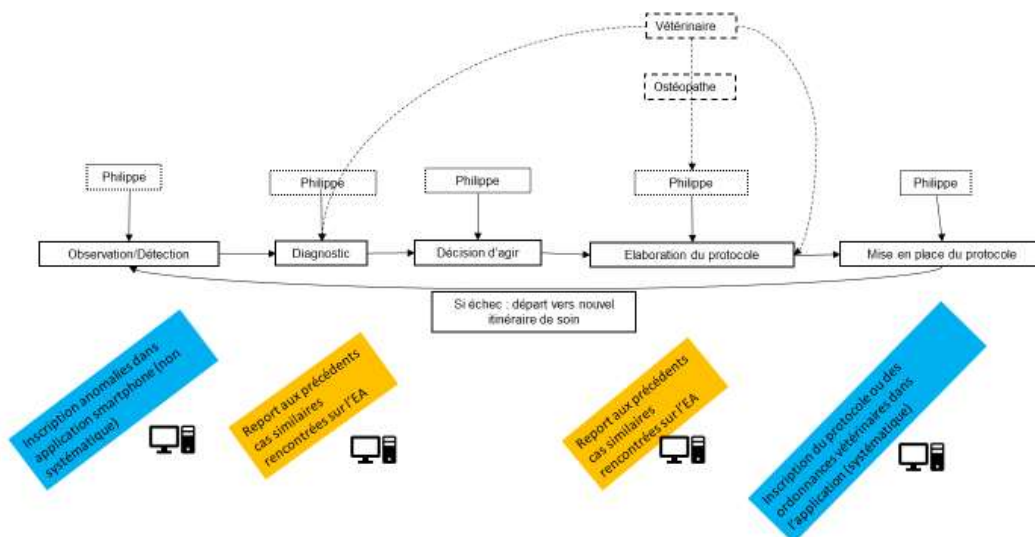 Vétérinaire
Ostéopathe
Philippe
Philippe
Philippe
Philippe
Philippe
Observation/Détection
Diagnostic
Décision d'agir
Elaboration du protocole
Mise en place du protocole
Si échec : départ vers nouvel
itinéraire de soin
Inscription anomalies dans
application smartphone (non
systématique)
Report aux précédents
cas similaires
rencontrées sur l'EA
Report aux précédents
cas similaires
rencontrées sur l'EA
Inscription du protocole ou des
ordonnances vétérinaires dans
l'application (systématique)